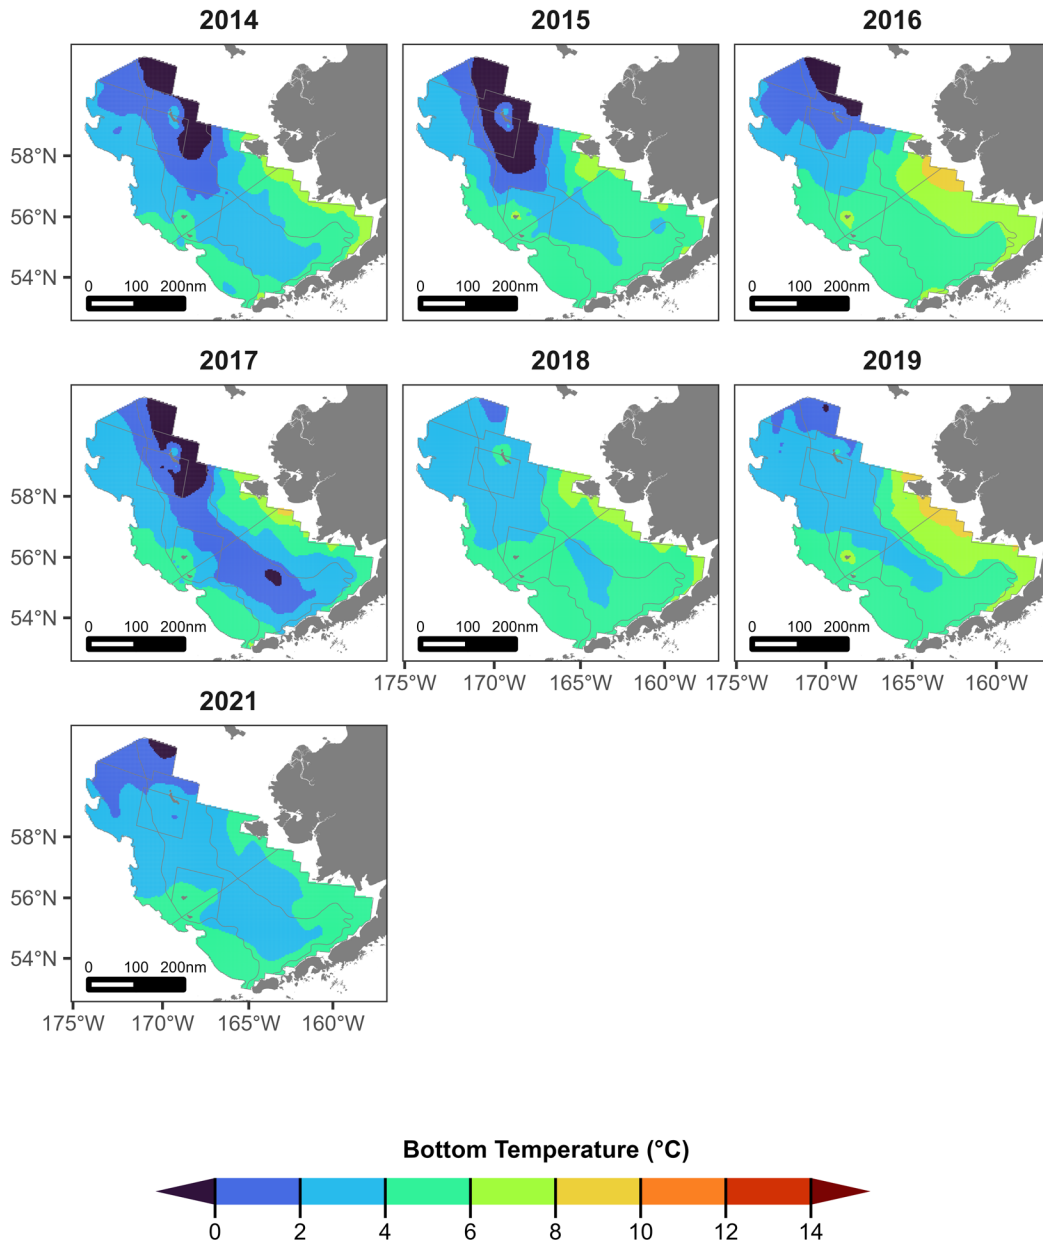 2014 2015 2016
58°N
56°N
54°N
0 100 200nm 0 100 200nm 0 100 200nm
2017 2018 2019
58°N
56°N
54°N
0 100 200nm 0 100 200nm 0 100 200nm
175°W 170°W 165°W 160°W 175°W 170°W 165°W 160°W
2021
58°N
56°N
54°N
0 100 200nm
175°W 170°W 165°W 160°W
Bottom Temperature (°C)
0 2 4 6 8 10 12 14